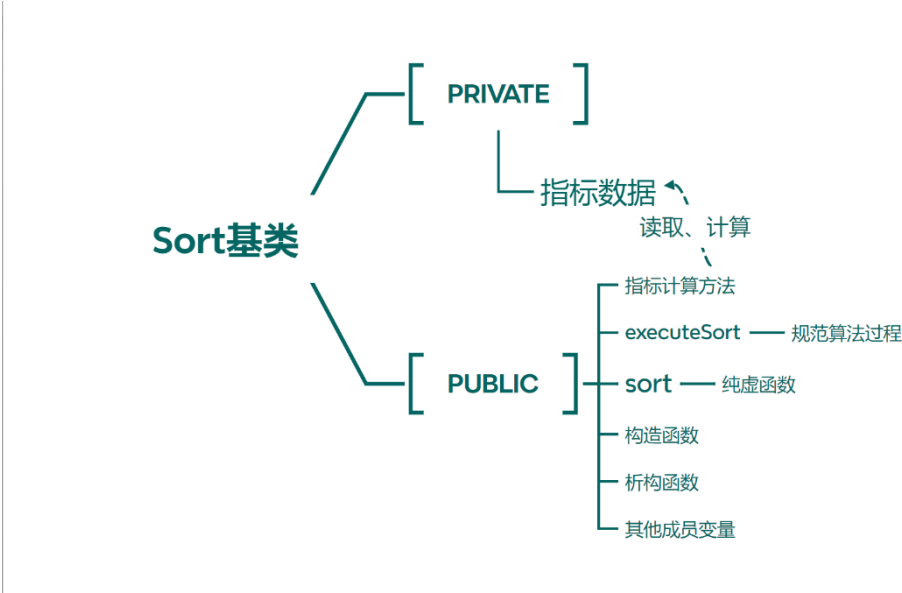 PRIVATE
指标数据
读取、计算
Sort基类
指标计算方法
executeSort
规范算法过程
PUBLIC
sort
纯虚函数
构造函数
析构函数
其他成员变量